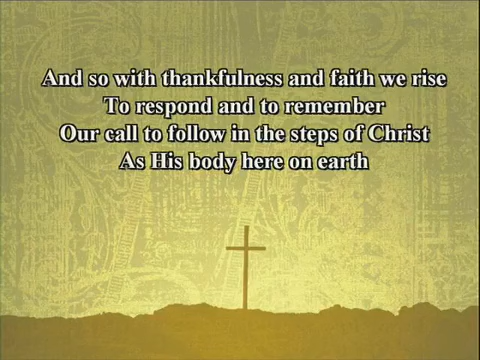 And so with thankfulness and faith we rise
To respond and to remember
Our call to follow in the steps of Christ
As His body here on earth